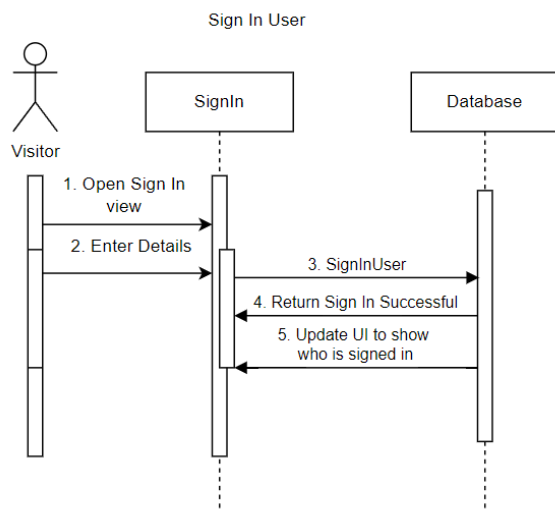 Sign In User
SignIn
Database
Visitor
1. Open Sign In
view
2. Enter Details
3. SignInUser
4. Return Sign In Successful
5. Update UI to show
who is signed in